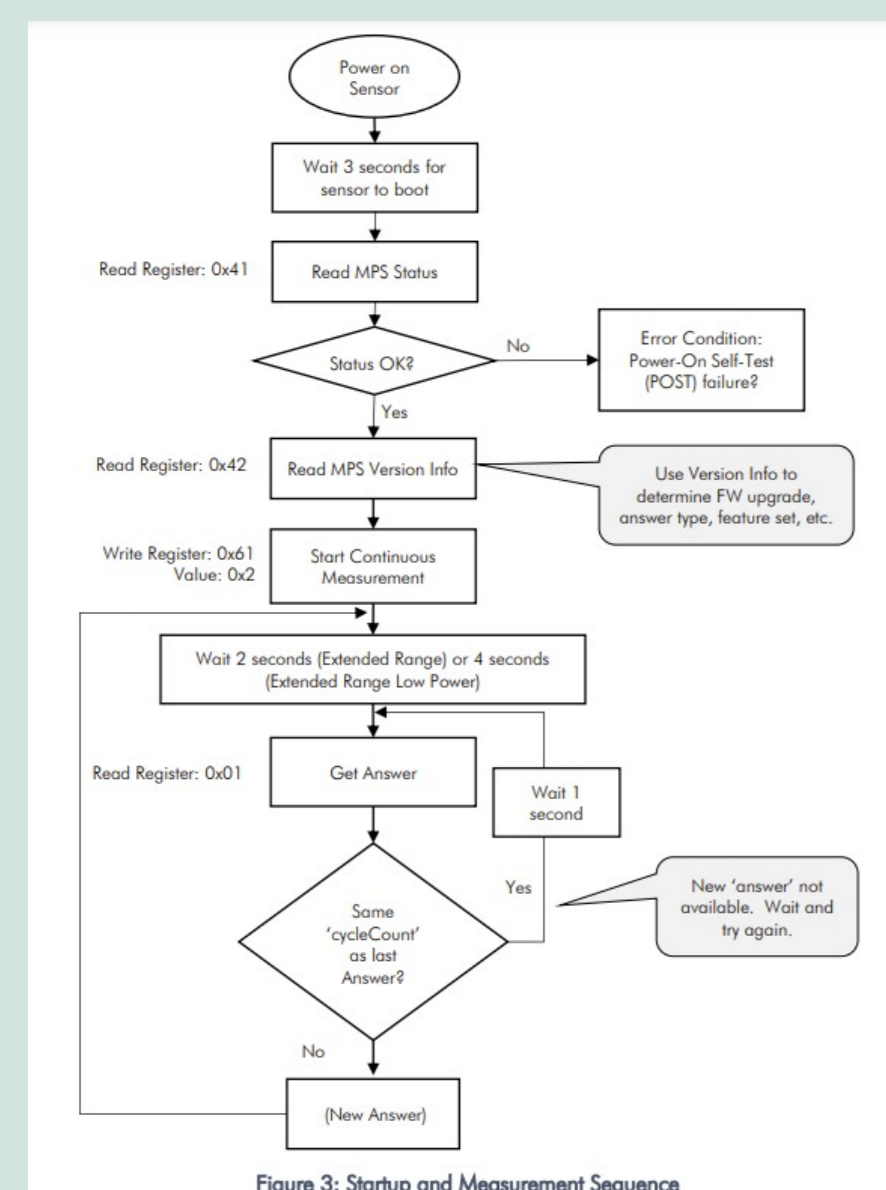 Power on
Sensor
Wait 3 seconds for
sensor to boot
Read Register: 0x41
Read MPS Status
Status OK?
No
Error Condition:
Power-On Self-Test
(POST) failure?
Yes
Read Register: 0x42
Read MPS Version Info
Use Version Info to
determine FW upgrade,
answer type, feature set, etc.
Write Register: 0x61
Value: 0x2
Start Continuous
Measurement
Wait 2 seconds (Extended Range) or 4 seconds
(Extended Range Low Power)
Read Register: 0x01
Get Answer
Wait 1
second
Same
‘cycleCount’
as last
Answer?
Yes
New ‘answer’ not
available.  Wait and
try again.
No
(New Answer)
Figure 3: Startup and Measurement Sequence